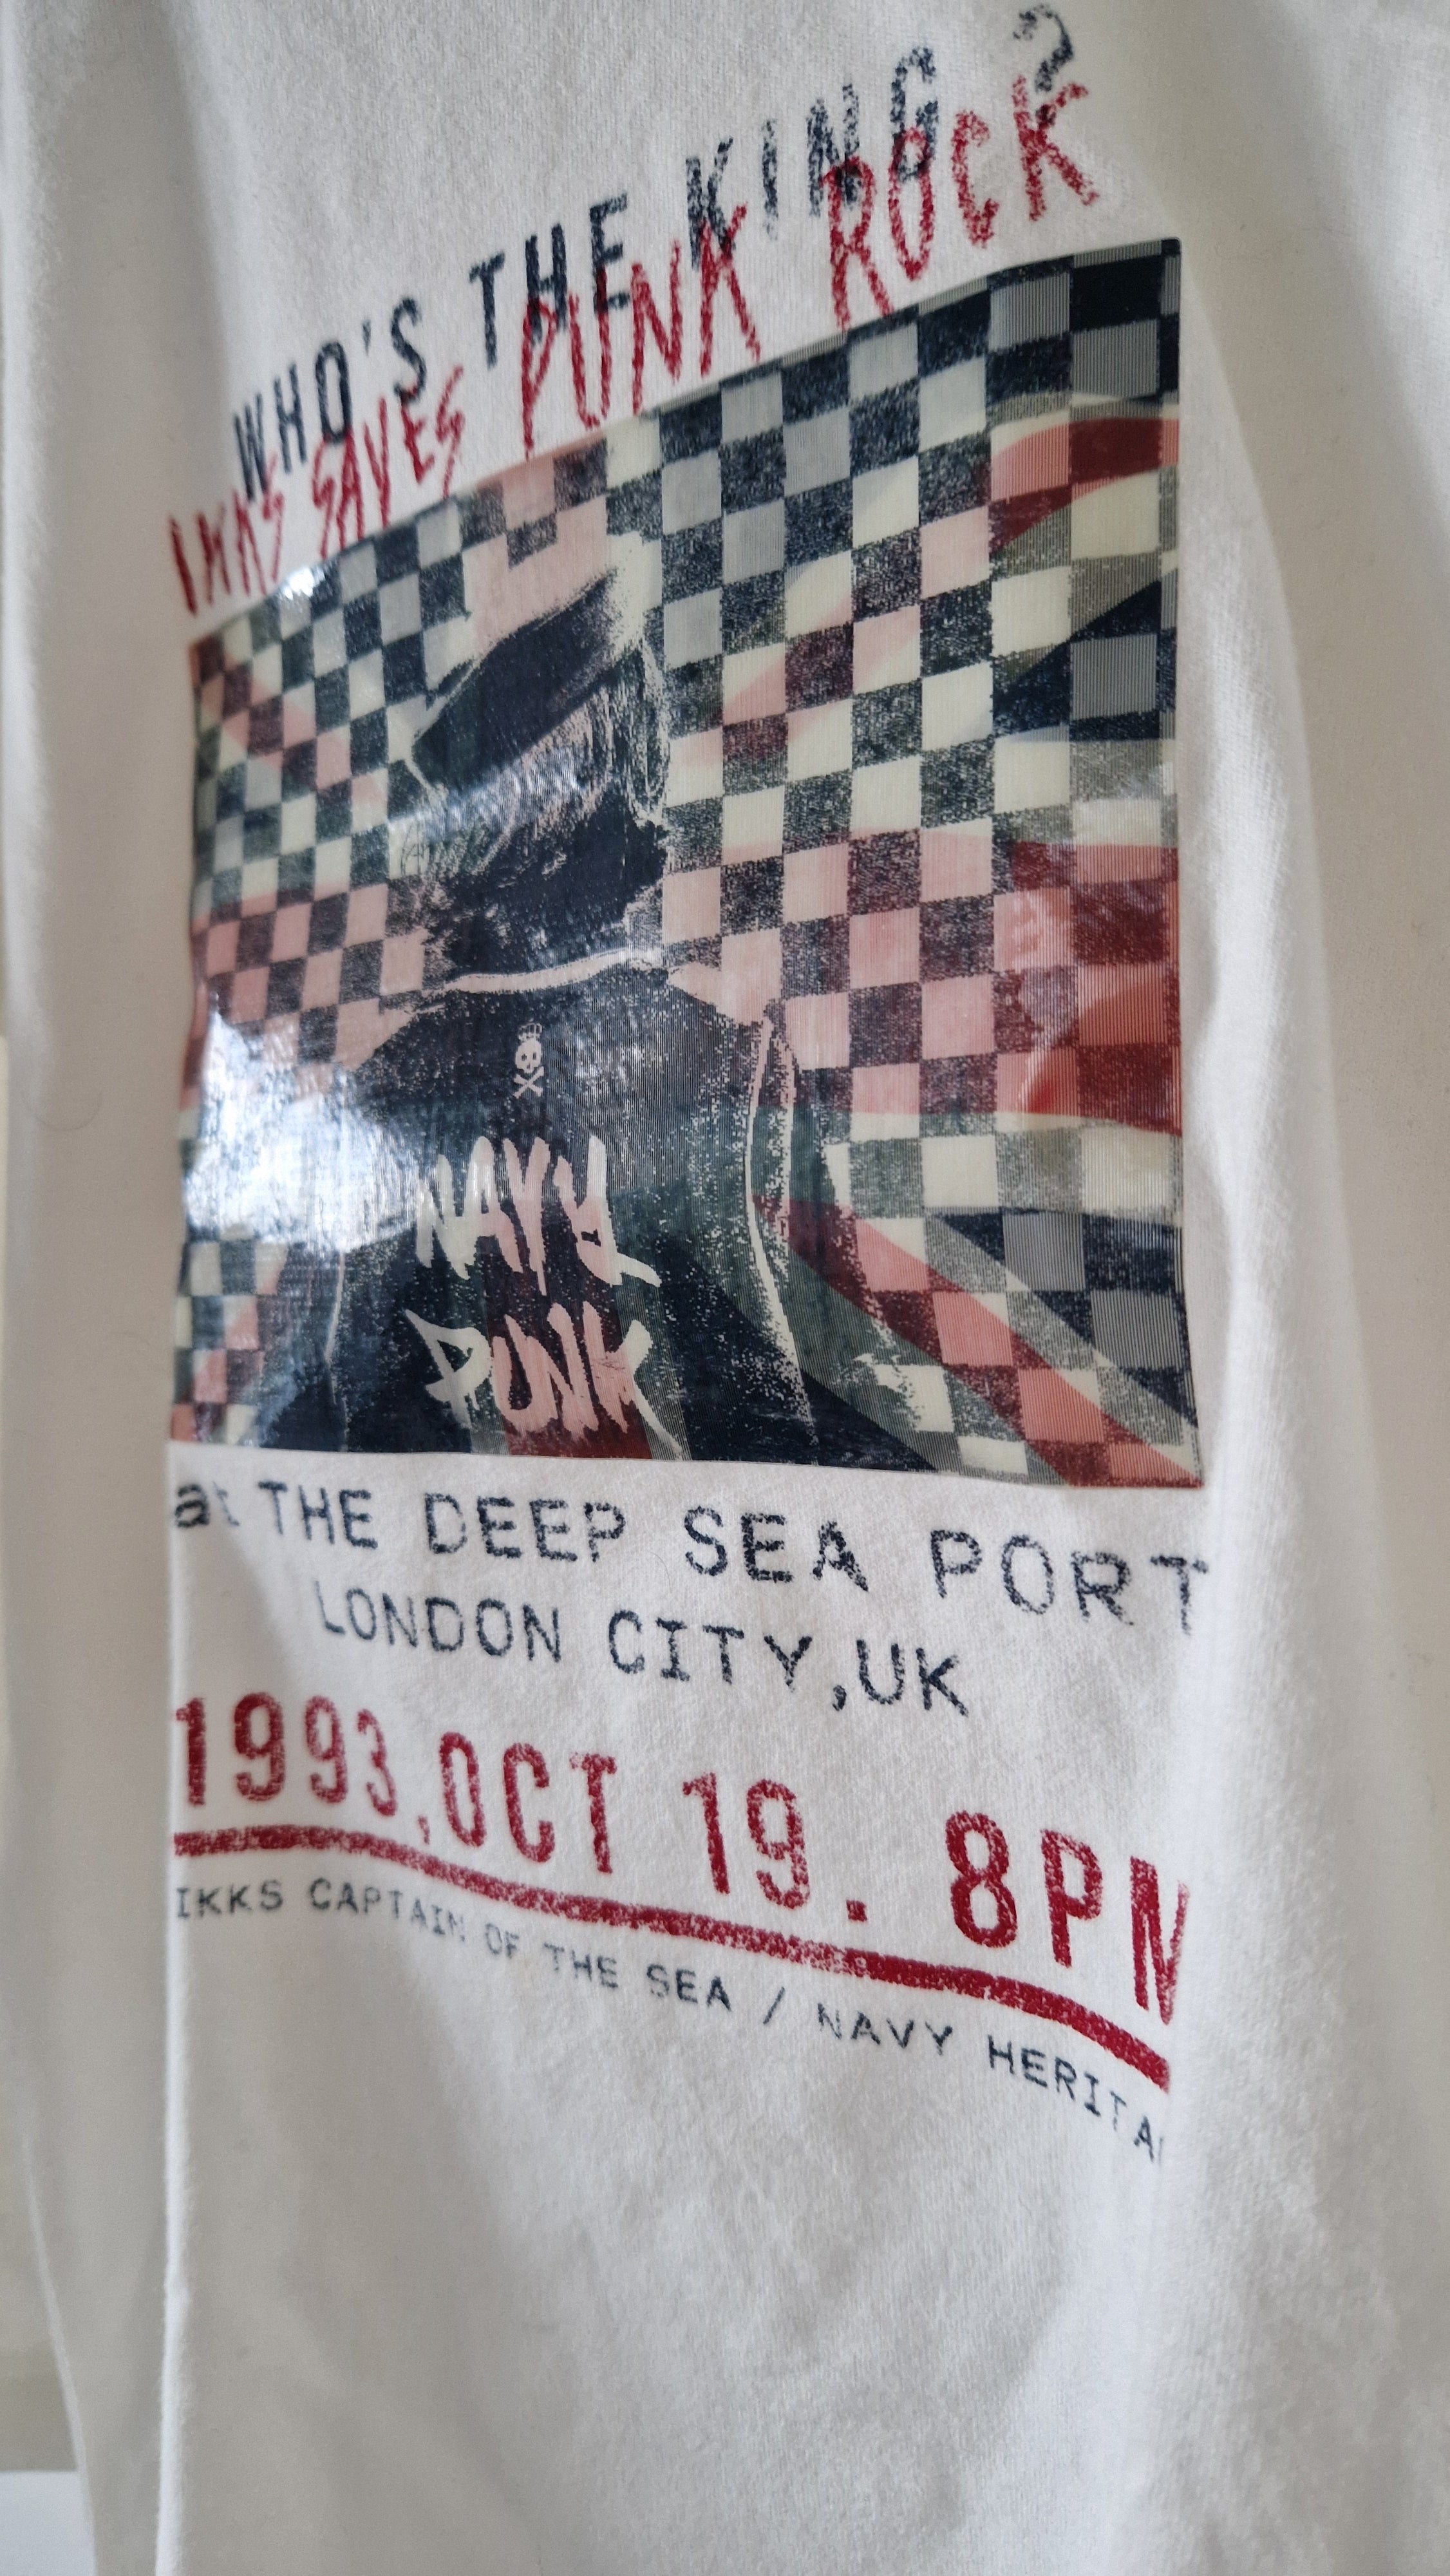 WHO'S THE KING ?
IKKS SAVES PUNK ROCK
NAVY
PUNK
at THE DEEP SEA PORT
LONDON CITY,UK
1993,OCT 19. 8PM
IKKS CAPTAIN OF THE SEA / NAVY